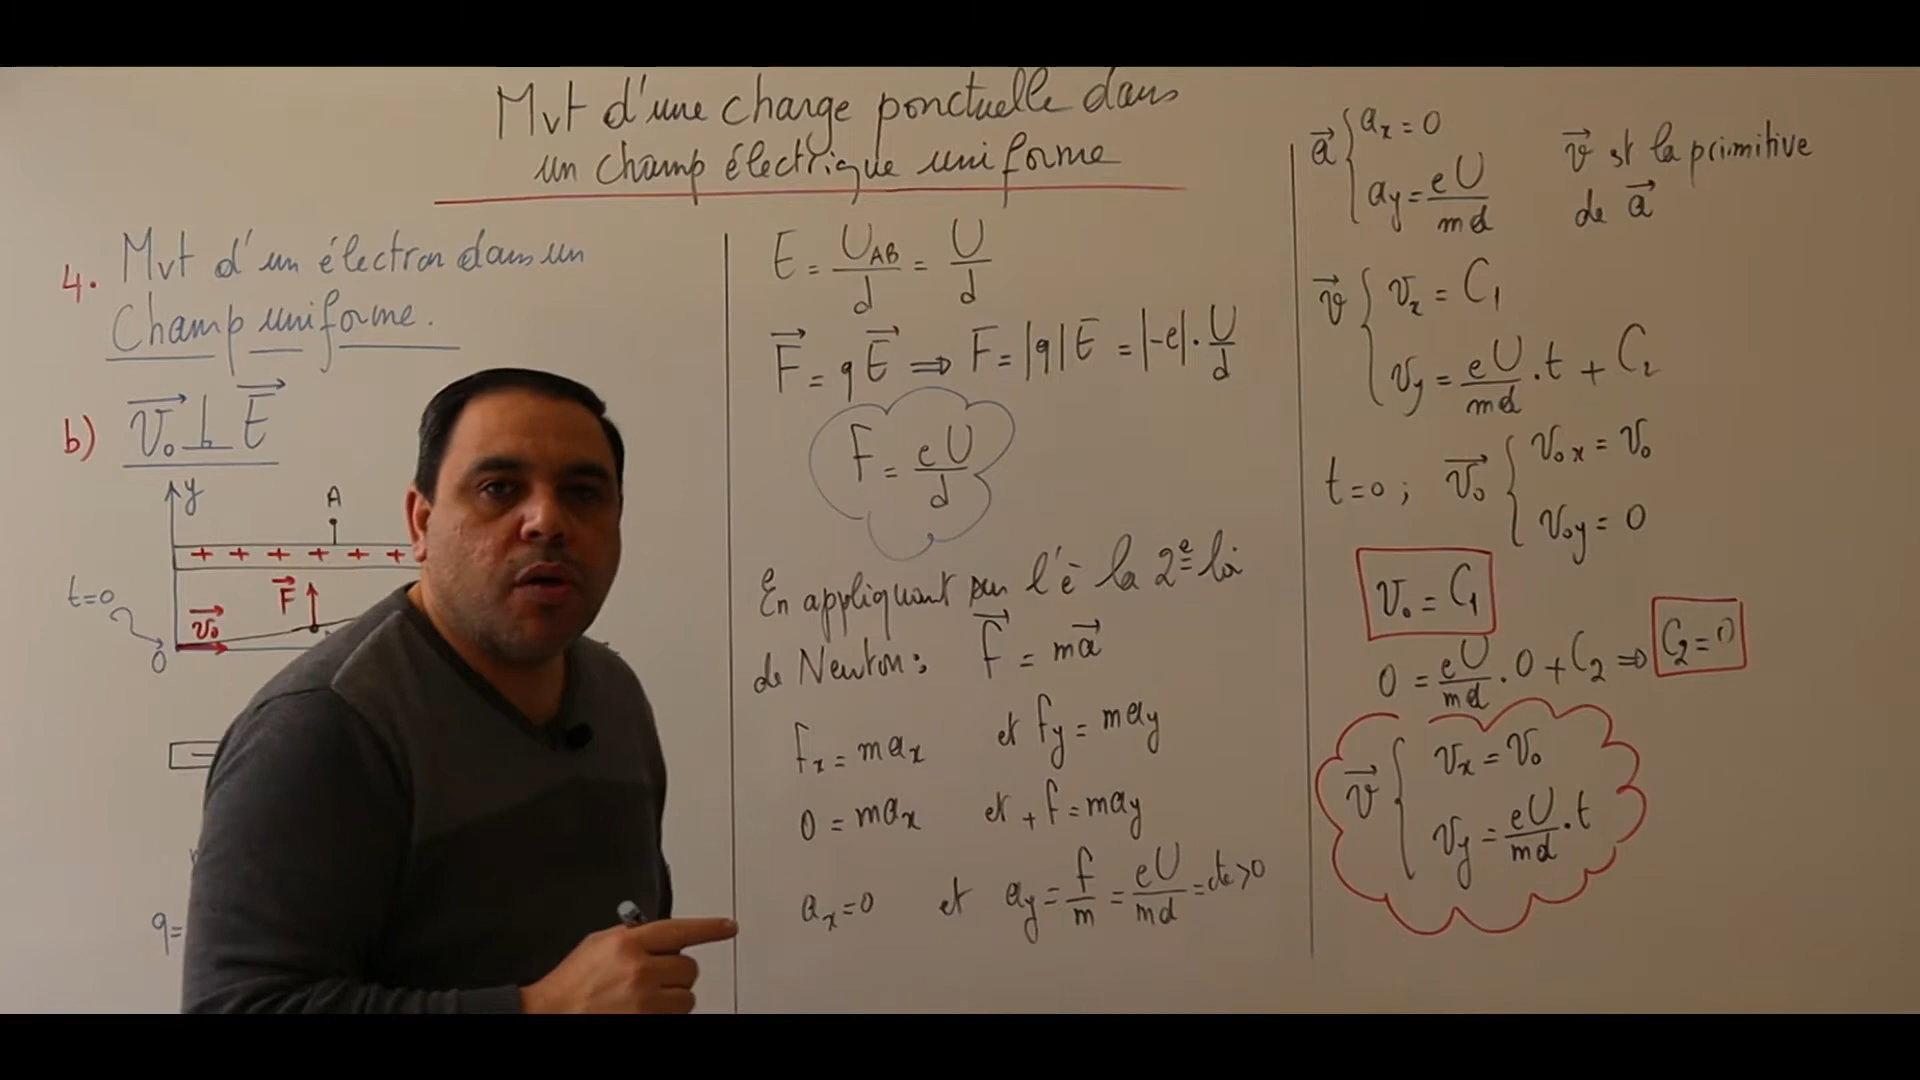 Mvt d'une charge ponctuelle dans
un champ électrique uniforme
4. Mvt d'un électron dans un
Champ uniforme.
b) v₀ ⊥ E
y
A
+ + + + + +
t=0
F
v₀
0
−
q=
E = U_AB/d = U/d
F = qE ⟹ F = |q|E = |-e|·U/d
F = eU/d
En appliquant sur l'é la 2e loi
de Newton: F = ma
Fx = max et Fy = may
0 = max et + F = may
ax = 0 et ay = F/m = eU/md = cte > 0
a { ax = 0
ay = eU/md
v est la primitive
de a
v { vx = C₁
vy = eU/md · t + C₂
t=0 ; v₀ { v₀x = v₀
v₀y = 0
v₀ = C₁
0 = eU/md · 0 + C₂ ⟹ C₂ = 0
v { vx = v₀
vy = eU/md · t